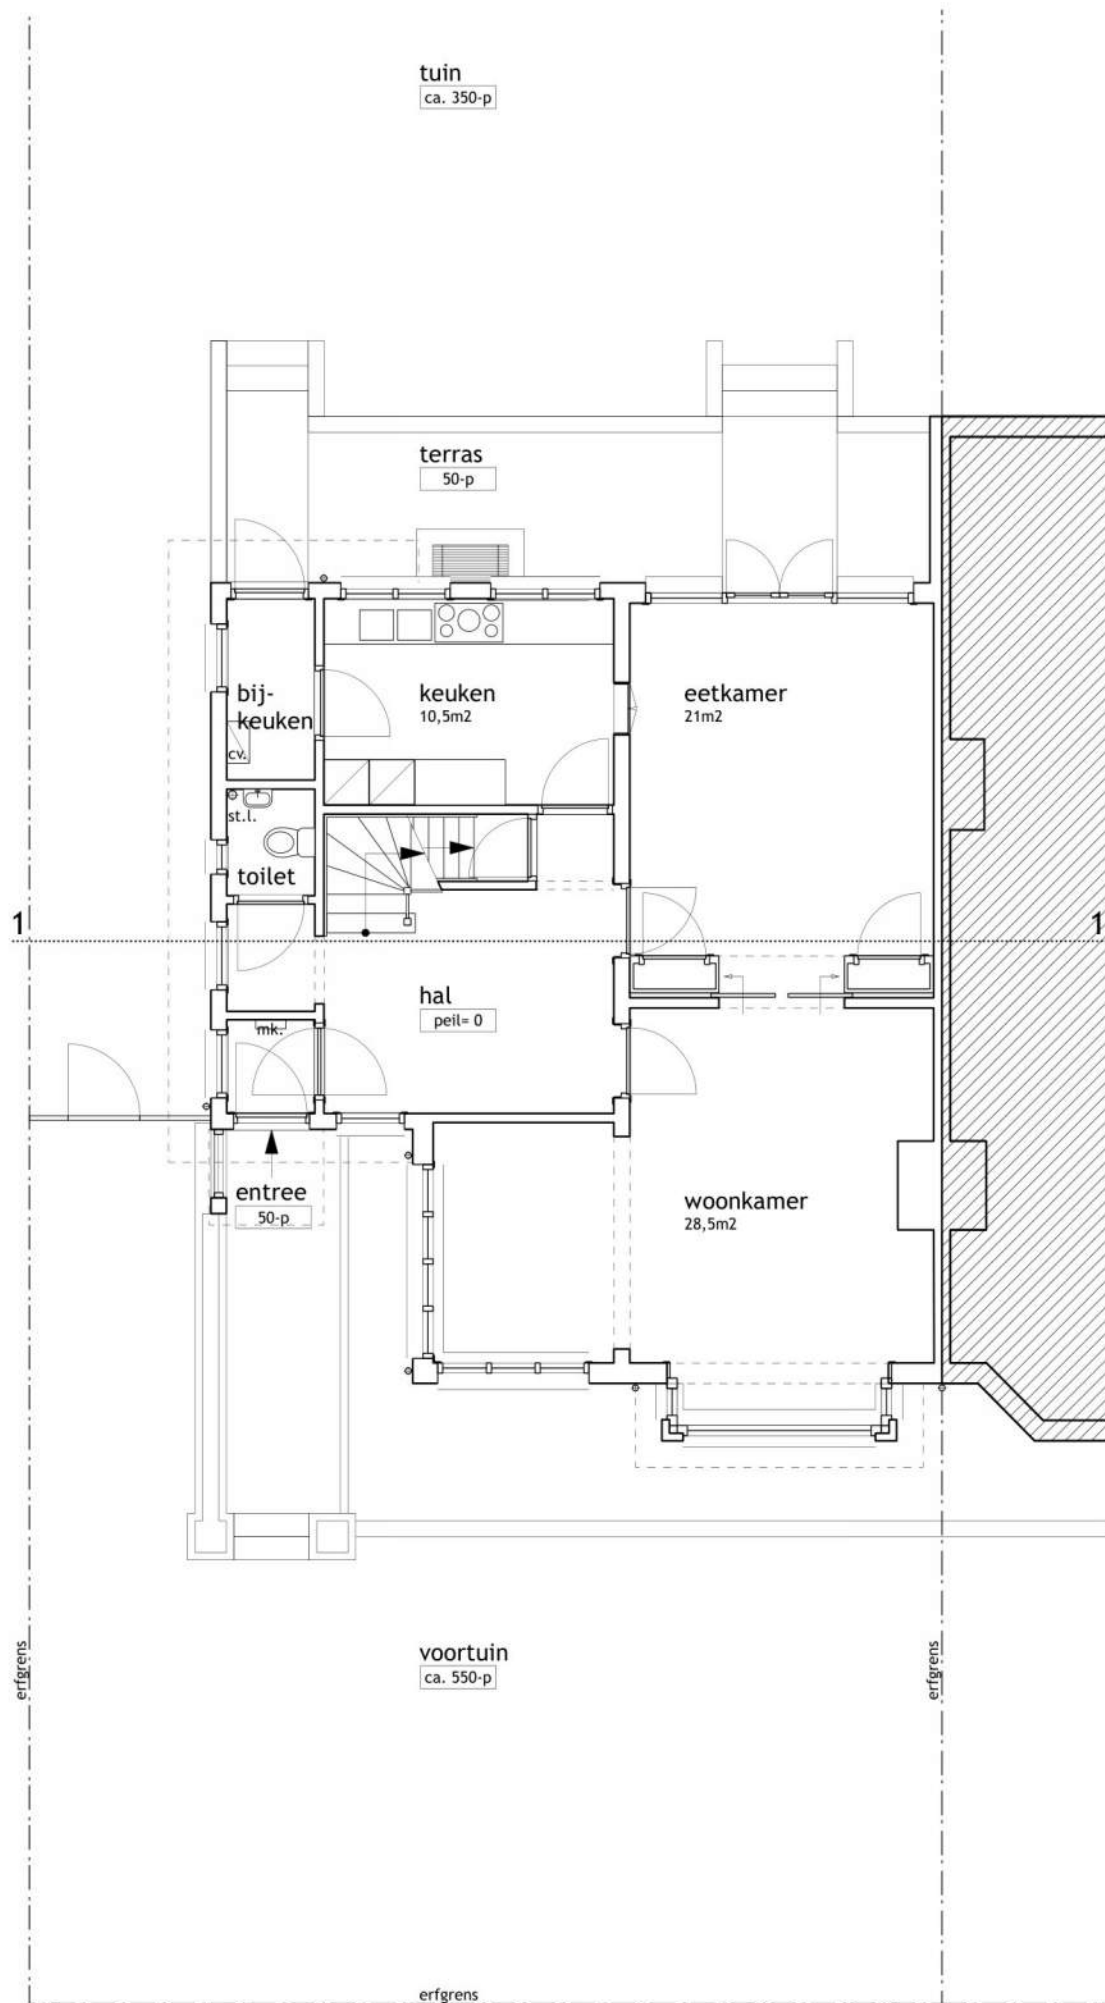 tuin
ca. 350-p
terras
50-p
bij-
keuken
cv.
keuken
10,5m2
eetkamer
21m2
st.l.
toilet
1
1
hal
peil= 0
mk.
entree
50-p
woonkamer
28,5m2
voortuin
ca. 550-p
erfgrens
erfgrens
erfgrens